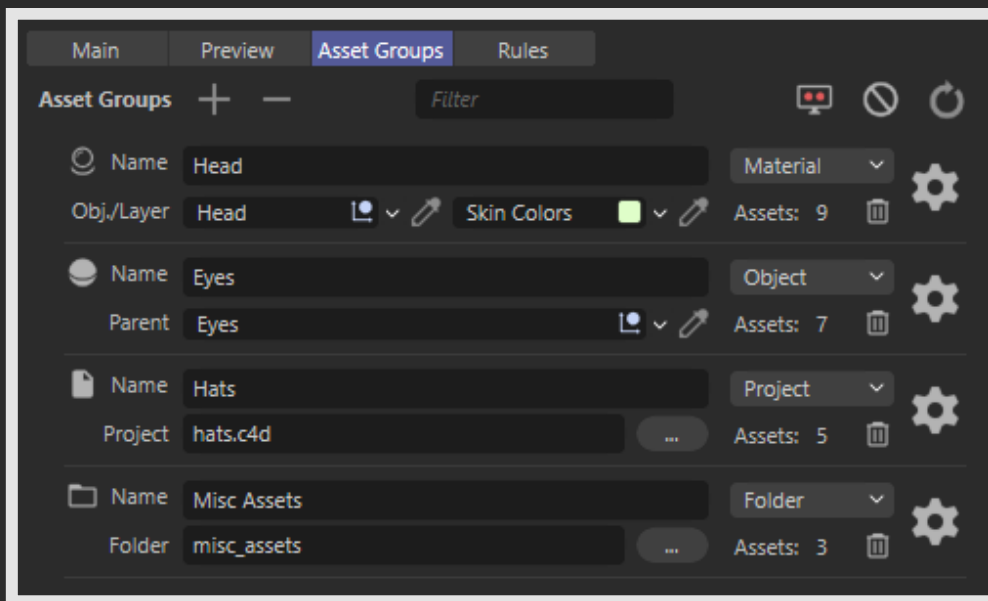 Main Preview Asset Groups Rules
Asset Groups Filter
Name Head Material
Obj./Layer Head Skin Colors Assets: 9
Name Eyes Object
Parent Eyes Assets: 7
Name Hats Project
Project hats.c4d ... Assets: 5
Name Misc Assets Folder
Folder misc_assets ... Assets: 3